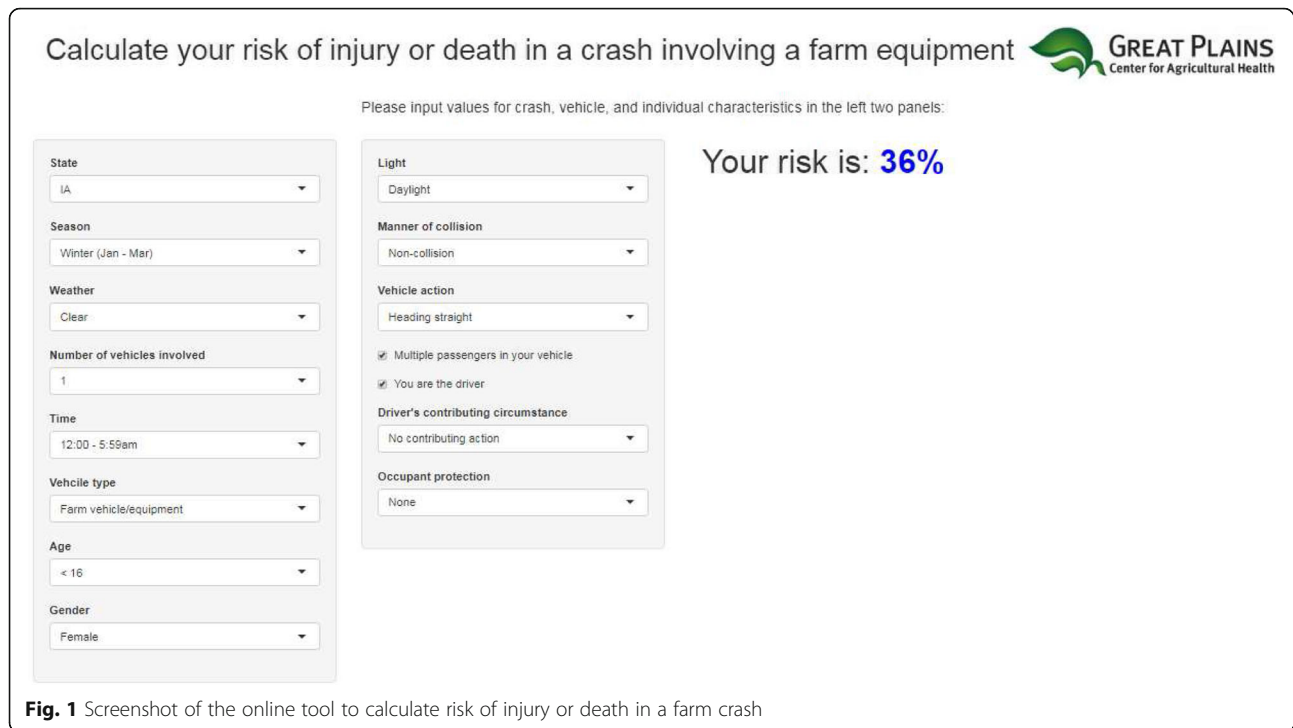 Calculate your risk of injury or death in a crash involving a farm equipment
GREAT PLAINS
Center for Agricultural Health
Please input values for crash, vehicle, and individual characteristics in the left two panels:
State
IA
Season
Winter (Jan - Mar)
Weather
Clear
Number of vehicles involved
1
Time
12:00 - 5:59am
Vehcile type
Farm vehicle/equipment
Age
< 16
Gender
Female
Light
Daylight
Manner of collision
Non-collision
Vehicle action
Heading straight
Multiple passengers in your vehicle
You are the driver
Driver's contributing circumstance
No contributing action
Occupant protection
None
Your risk is: 36%
Fig. 1 Screenshot of the online tool to calculate risk of injury or death in a farm crash